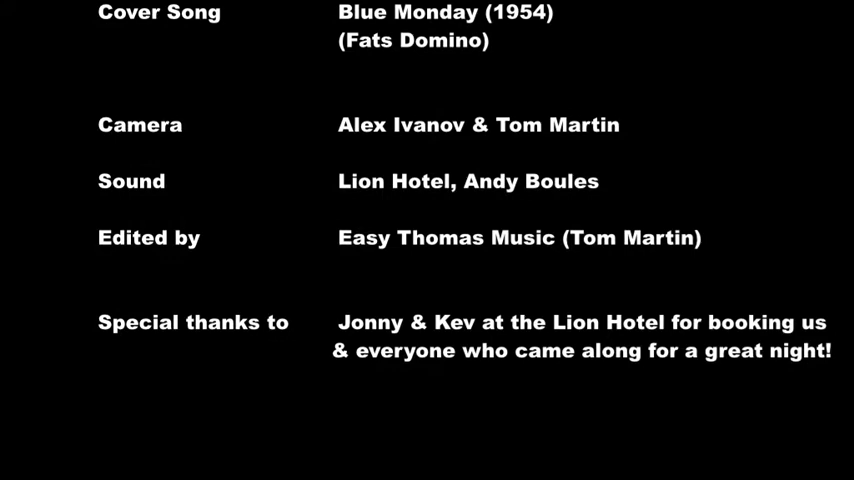 Cover Song Blue Monday (1954)
(Fats Domino)
Camera Alex Ivanov & Tom Martin
Sound Lion Hotel, Andy Boules
Edited by Easy Thomas Music (Tom Martin)
Special thanks to Jonny & Kev at the Lion Hotel for booking us
& everyone who came along for a great night!